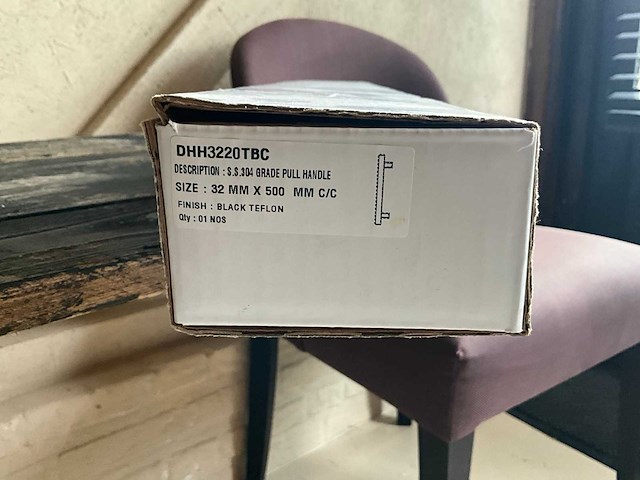 DHH3220TBC
DESCRIPTION : S.S.304 GRADE PULL HANDLE
SIZE : 32 MM X 500 MM C/C
FINISH : BLACK TEFLON
Qty : 01 NOS